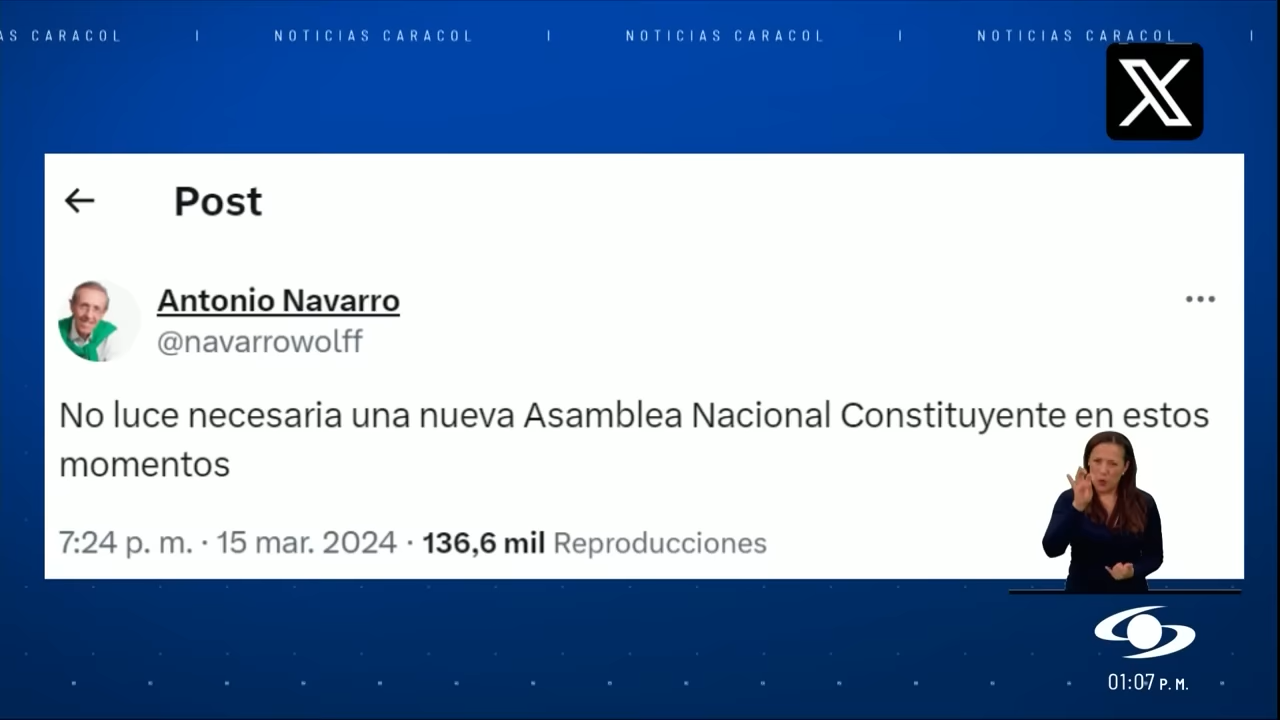 AS CARACOL | NOTICIAS CARACOL | NOTICIAS CARACOL | NOTICIAS CARACOL |
X
← Post
Antonio Navarro
@navarrowolff
No luce necesaria una nueva Asamblea Nacional Constituyente en estos
momentos
7:24 p. m. · 15 mar. 2024 · 136,6 mil Reproducciones
01:07 P. M.